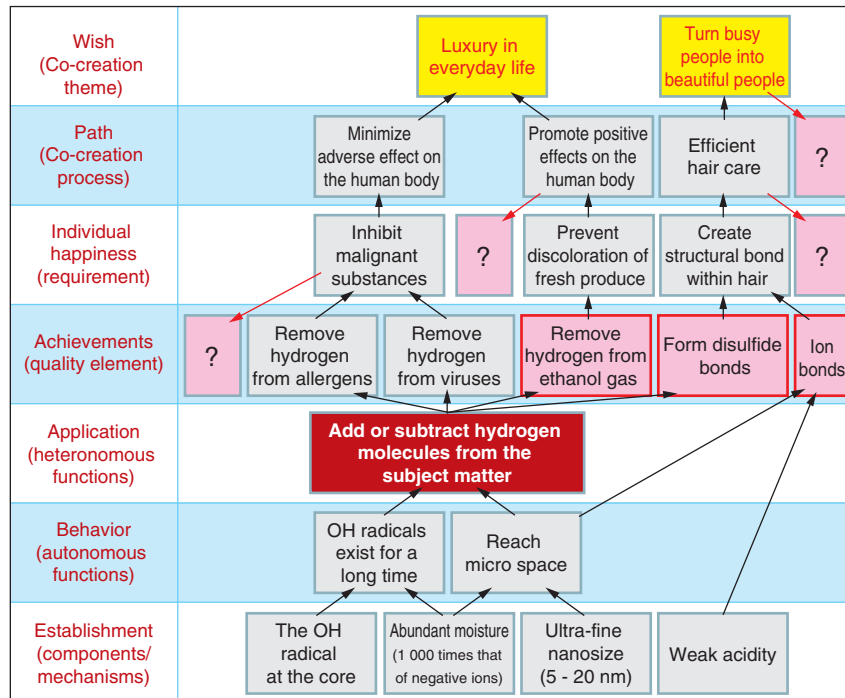 Wish
(Co-creation
theme)
Luxury in
everyday life
Turn busy
people into
beautiful people
Path
(Co-creation
process)
Minimize
adverse effect on
the human body
Promote positive
effects on the
human body
Efficient
hair care
?
Individual
happiness
(requirement)
Inhibit
malignant
substances
?
Prevent
discoloration of
fresh produce
Create
structural bond
within hair
?
Achievements
(quality element)
?
Remove
hydrogen
from allergens
Remove
hydrogen
from viruses
Remove
hydrogen from
ethanol gas
Form disulfide
bonds
Ion
bonds
Application
(heteronomous
functions)
Add or subtract hydrogen
molecules from the
subject matter
Behavior
(autonomous
functions)
OH radicals
exist for a
long time
Reach
micro space
Establishment
(components/
mechanisms)
The OH
radical
at the core
Abundant moisture
(1 000 times that
of negative ions)
Ultra-fine
nanosize
(5 - 20 nm)
Weak acidity